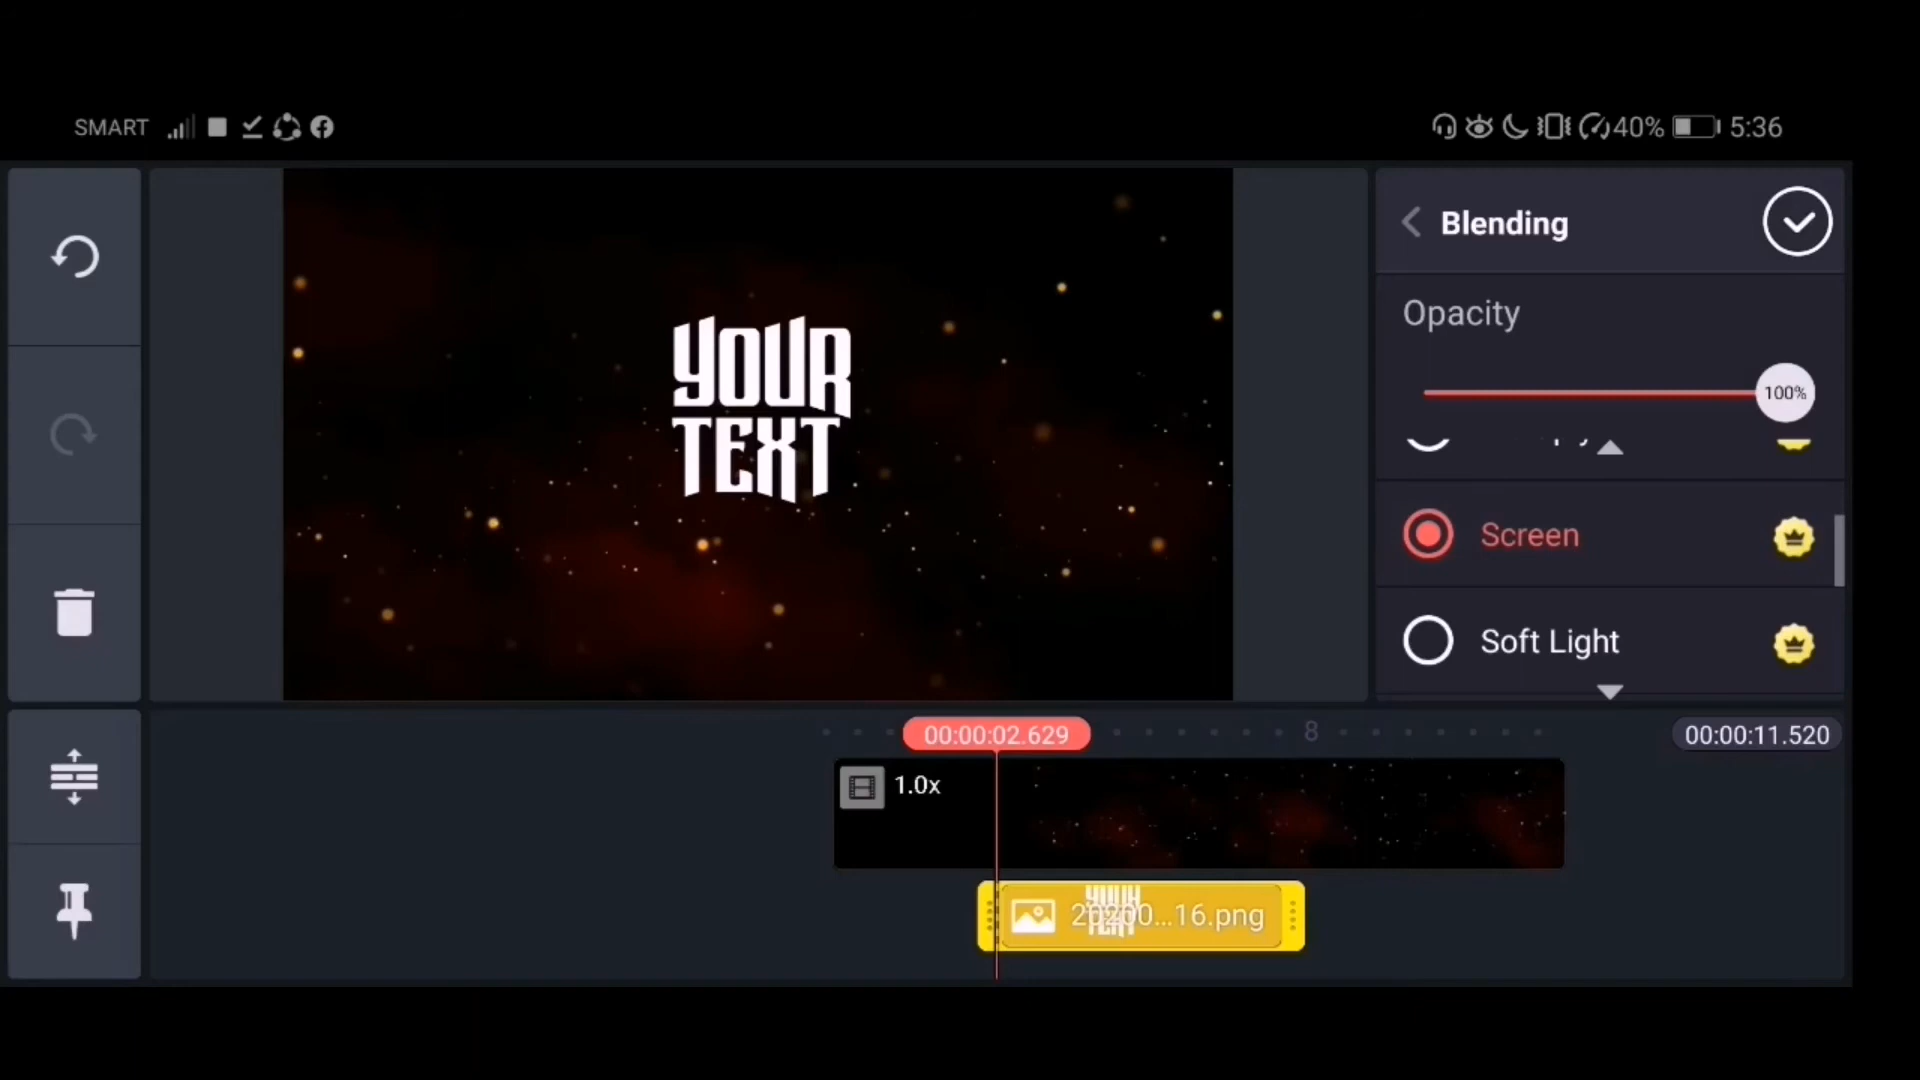 SMART
40%
5:36
YOUR
TEXT
Blending
Opacity
100%
Screen
Soft Light
00:00:02.629
8
00:00:11.520
1.0x
20200...16.png